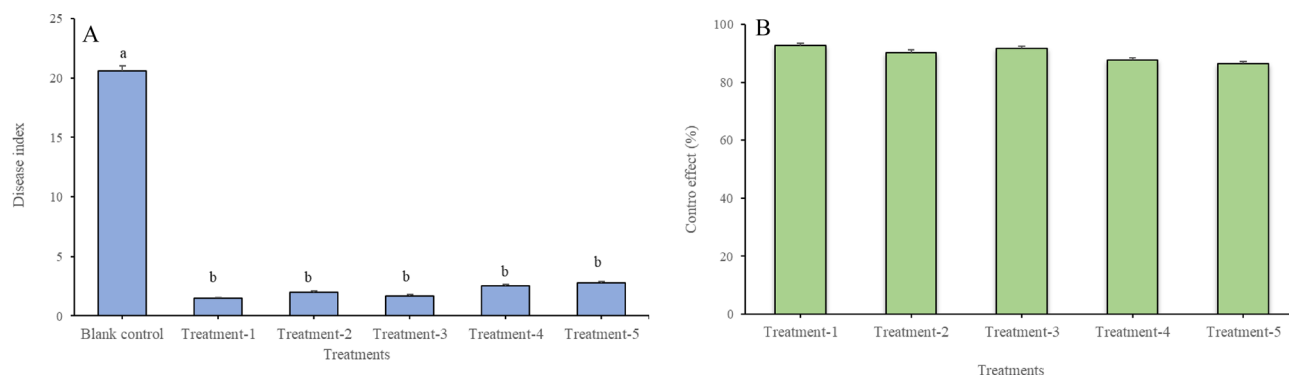 A
Disease index
25
20
15
10
5
0
a
b
b
b
b
b
Blank control Treatment-1 Treatment-2 Treatment-3 Treatment-4 Treatment-5
Treatments
B
Contro effect (%)
100
80
60
40
20
0
Treatment-1 Treatment-2 Treatment-3 Treatment-4 Treatment-5
Treatments